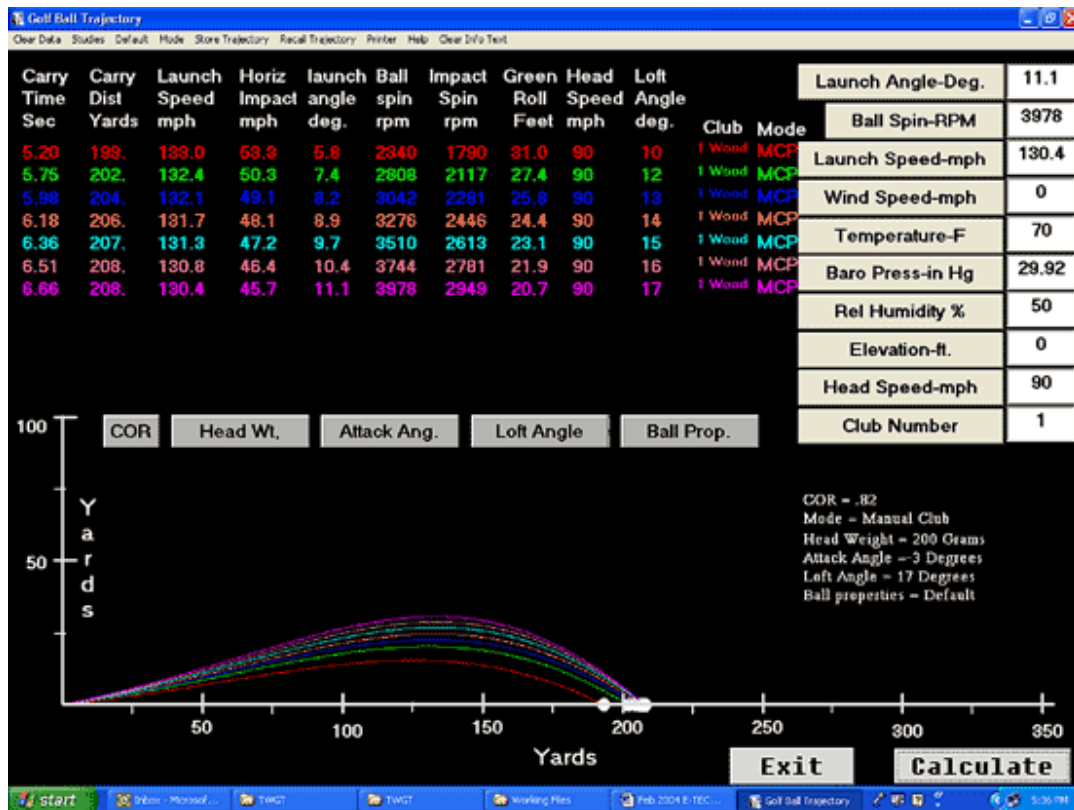 Golf Ball Trajectory
Clear Data Studies Default Mode Store Trajectory Recall Trajectory Printer Help Clear Info Text
Carry Carry Launch Horiz launch Ball Impact Green Head Loft
Time Dist Speed Impact angle spin Spin Roll Speed Angle
Sec Yards mph mph deg. rpm rpm Feet mph deg. Club Mode
5.20 193. 133.0 53.3 5.8 2340 1790 31.0 90 10 1 Wood MCP
5.75 202. 132.4 50.3 7.4 2808 2117 27.4 90 12 1 Wood MCP
5.98 204. 132.1 49.1 8.2 3042 2281 25.8 90 13 1 Wood MCP
6.18 206. 131.7 48.1 8.9 3276 2446 24.4 90 14 1 Wood MCP
6.36 207. 131.3 47.2 9.7 3510 2613 23.1 90 15 1 Wood MCP
6.51 208. 130.8 46.4 10.4 3744 2781 21.9 90 16 1 Wood MCP
6.66 208. 130.4 45.7 11.1 3978 2949 20.7 90 17 1 Wood MCP
Launch Angle-Deg. 11.1
Ball Spin-RPM 3978
Launch Speed-mph 130.4
Wind Speed-mph 0
Temperature-F 70
Baro Press-in Hg 29.92
Rel Humidity % 50
Elevation-ft. 0
Head Speed-mph 90
Club Number 1
COR Head Wt, Attack Ang. Loft Angle Ball Prop.
100
50
Yards
COR = .82
Mode = Manual Club
Head Weight = 200 Grams
Attack Angle =-3 Degrees
Loft Angle = 17 Degrees
Ball properties = Default
50 100 150 200 250 300 350
Yards
Exit Calculate
start Inbox - Microsof... TWGT TWGT Working Files Feb 2004 E-TEC... Golf Ball Trajectory 5:36 PM